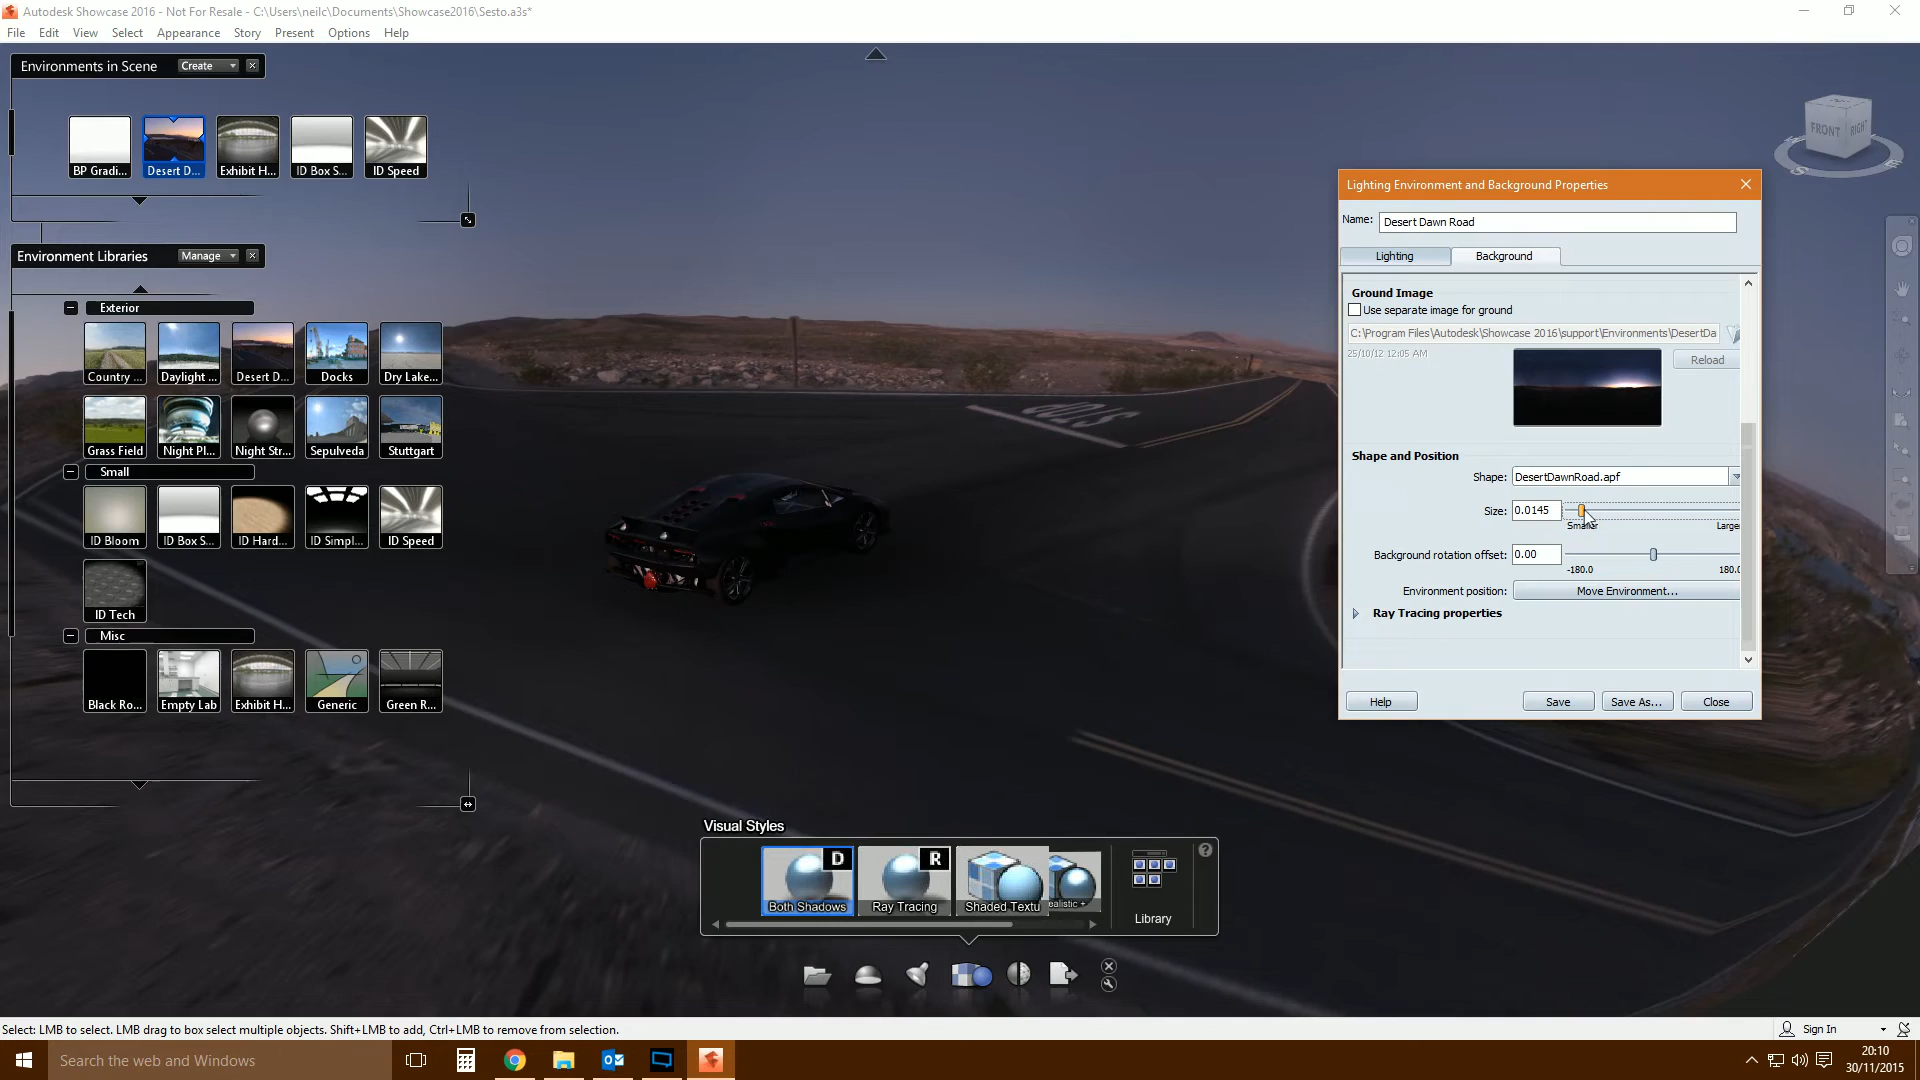 Autodesk Showcase 2016 - Not For Resale - C:\Users\neilc\Documents\Showcase2016\Sesto.a3s*
File Edit View Select Appearance Story Present Options Help
Environments in Scene Create
BP Gradi... Desert D... Exhibit H... ID Box S... ID Speed
Environment Libraries Manage
Exterior
Country ... Daylight ... Desert D... Docks Dry Lake...
Grass Field Night Pl... Night Str... Sepulveda Stuttgart
Small
ID Bloom ID Box S... ID Hard... ID Simpl... ID Speed
ID Tech
Misc
Black Ro... Empty Lab Exhibit H... Generic Green R...
FRONT RIGHT
S
Lighting Environment and Background Properties
Name: Desert Dawn Road
Lighting Background
Ground Image
Use separate image for ground
C:\Program Files\Autodesk\Showcase 2016\support\Environments\DesertDa
25/10/12 12:05 AM
Reload
Shape and Position
Shape: DesertDawnRoad.apf
Size: 0.0145
Smaller Large
Background rotation offset: 0.00
-180.0 180.0
Environment position: Move Environment...
Ray Tracing properties
Help Save Save As... Close
Visual Styles
D R
Both Shadows Ray Tracing Shaded Textu ealistic +
Library
?
Select: LMB to select. LMB drag to box select multiple objects. Shift+LMB to add, Ctrl+LMB to remove from selection.
Sign In
Search the web and Windows
20:10
30/11/2015